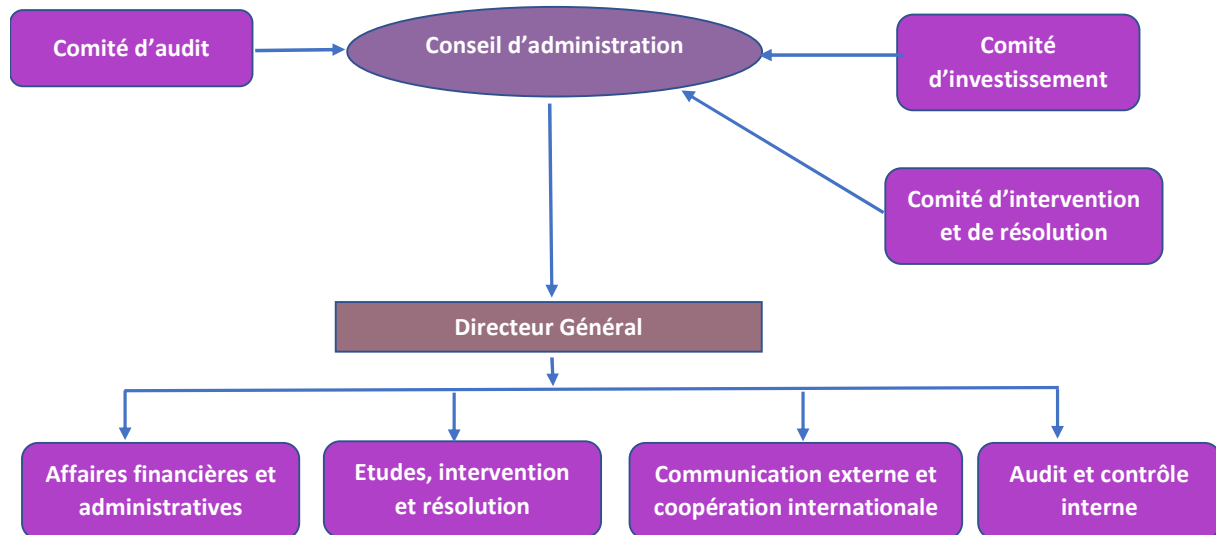 Comité d'audit
Conseil d'administration
Comité
d'investissement
Comité d'intervention
et de résolution
Directeur Général
Affaires financières et
administratives
Etudes, intervention
et résolution
Communication externe et
coopération internationale
Audit et contrôle
interne